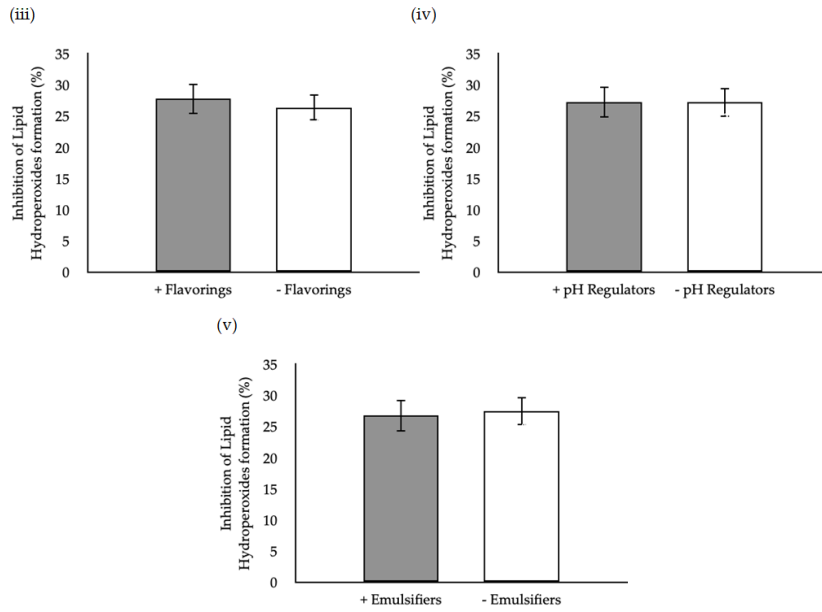 (iii)
Inhibition of Lipid
Hydroperoxides formation (%)
35
30
25
20
15
10
5
0
+ Flavorings - Flavorings
(iv)
Inhibition of Lipid
Hydroperoxides formation (%)
35
30
25
20
15
10
5
0
+ pH Regulators - pH Regulators
(v)
Inhibition of Lipid
Hydroperoxides formation (%)
35
30
25
20
15
10
5
0
+ Emulsifiers - Emulsifiers